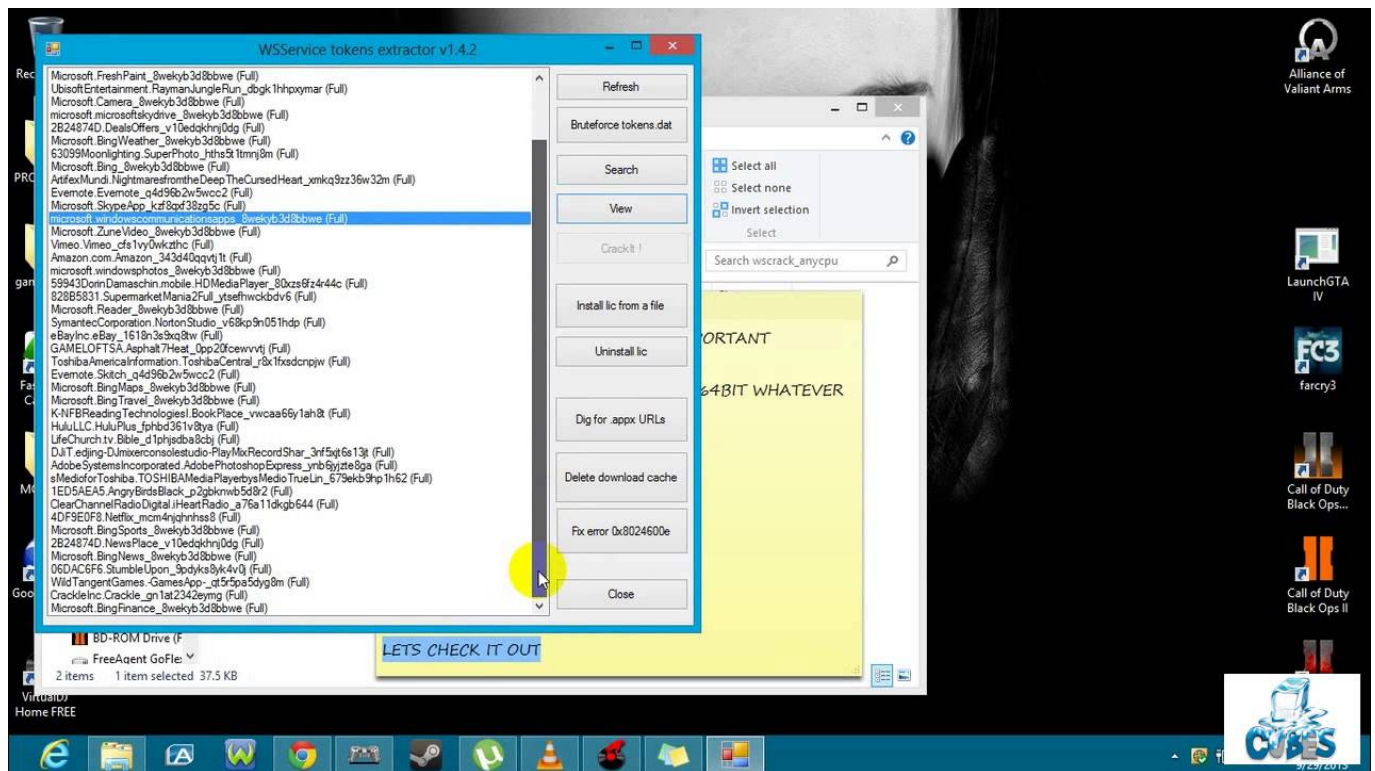 WSService tokens extractor v1.4.2
Microsoft.FreshPaint_8wekyb3d8bbwe (Full)
UbisoftEntertainment.RaymanJungleRun_dbgk1hhpxymar (Full)
Microsoft.Camera_8wekyb3d8bbwe (Full)
microsoft.microsoftskydrive_8wekyb3d8bbwe (Full)
2B24874D.DealsOffers_v10edqkhnj0dg (Full)
Microsoft.BingWeather_8wekyb3d8bbwe (Full)
63099Moonlighting.SuperPhoto_hths5t1tmnj8m (Full)
Microsoft.Bing_8wekyb3d8bbwe (Full)
ArtifexMundi.NightmaresfromtheDeepTheCursedHeart_xmkq9zz36w32m (Full)
Evernote.Evernote_q4d96b2w5wcc2 (Full)
Microsoft.SkypeApp_kzf8qxf38zg5c (Full)
microsoft.windowscommunicationsapps_8wekyb3d8bbwe (Full)
Microsoft.ZuneVideo_8wekyb3d8bbwe (Full)
Vimeo.Vimeo_cfs1vy0wkzthc (Full)
Amazon.com.Amazon_343d40qqvtj1t (Full)
microsoft.windowsphotos_8wekyb3d8bbwe (Full)
59943DorinDamaschin.mobile.HDMediaPlayer_80xzs6fz4r44c (Full)
828B5831.SupermarketMania2Full_ytsefhwckbdv6 (Full)
Microsoft.Reader_8wekyb3d8bbwe (Full)
SymantecCorporation.NortonStudio_v68kp9n051hdp (Full)
eBayInc.eBay_1618n3s9xq8tw (Full)
GAMELOFTSA.Asphalt7Heat_0pp20fcewvvtj (Full)
ToshibaAmericaInformation.ToshibaCentral_r8x1fxsdcnpjw (Full)
Evernote.Skitch_q4d96b2w5wcc2 (Full)
Microsoft.BingMaps_8wekyb3d8bbwe (Full)
Microsoft.BingTravel_8wekyb3d8bbwe (Full)
K-NFBReadingTechnologiesI.BookPlace_vwcaa66y1ah8t (Full)
HuluLLC.HuluPlus_fphbd361v8tya (Full)
LifeChurch.tv.Bible_d1phjsdba8cbj (Full)
DJiT.edjing-DJmixerconsolestudio-PlayMixRecordShar_3nf5xjt6s13jt (Full)
AdobeSystemsIncorporated.AdobePhotoshopExpress_ynb6jyjzte8ga (Full)
sMedioforToshiba.TOSHIBAMediaPlayerbysMedioTrueLin_679ekb9hp1h62 (Full)
1ED5AEA5.AngryBirdsBlack_p2gbknwb5d8r2 (Full)
ClearChannelRadioDigital.iHeartRadio_a76a11dkgb644 (Full)
4DF9E0F8.Netflix_mcm4njqhnhss8 (Full)
Microsoft.BingSports_8wekyb3d8bbwe (Full)
2B24874D.NewsPlace_v10edqkhnj0dg (Full)
Microsoft.BingNews_8wekyb3d8bbwe (Full)
06DAC6F6.StumbleUpon_9pdyks8yk4v0j (Full)
WildTangentGames.-GamesApp-_qt5r5pa5dyg8m (Full)
CrackleInc.Crackle_gn1at2342eymg (Full)
Microsoft.BingFinance_8wekyb3d8bbwe (Full)
Refresh
Bruteforce tokens.dat
Search
View
CrackIt !
Install lic from a file
Uninstall lic
Dig for .appx URLs
Delete download cache
Fix error 0x8024600e
Close
Select all
Select none
Invert selection
Select
Search wscrack_anycpu
64BIT WHATEVER
LETS CHECK IT OUT
BD-ROM Drive (F
FreeAgent GoFle
2 items 1 item selected 37.5 KB
Alliance of
Valiant Arms
LaunchGTA
IV
FC3
farcry3
Call of Duty
Black Ops...
Call of Duty
Black Ops II
VirtualDJ
Home FREE
CUBES
9/29/2013